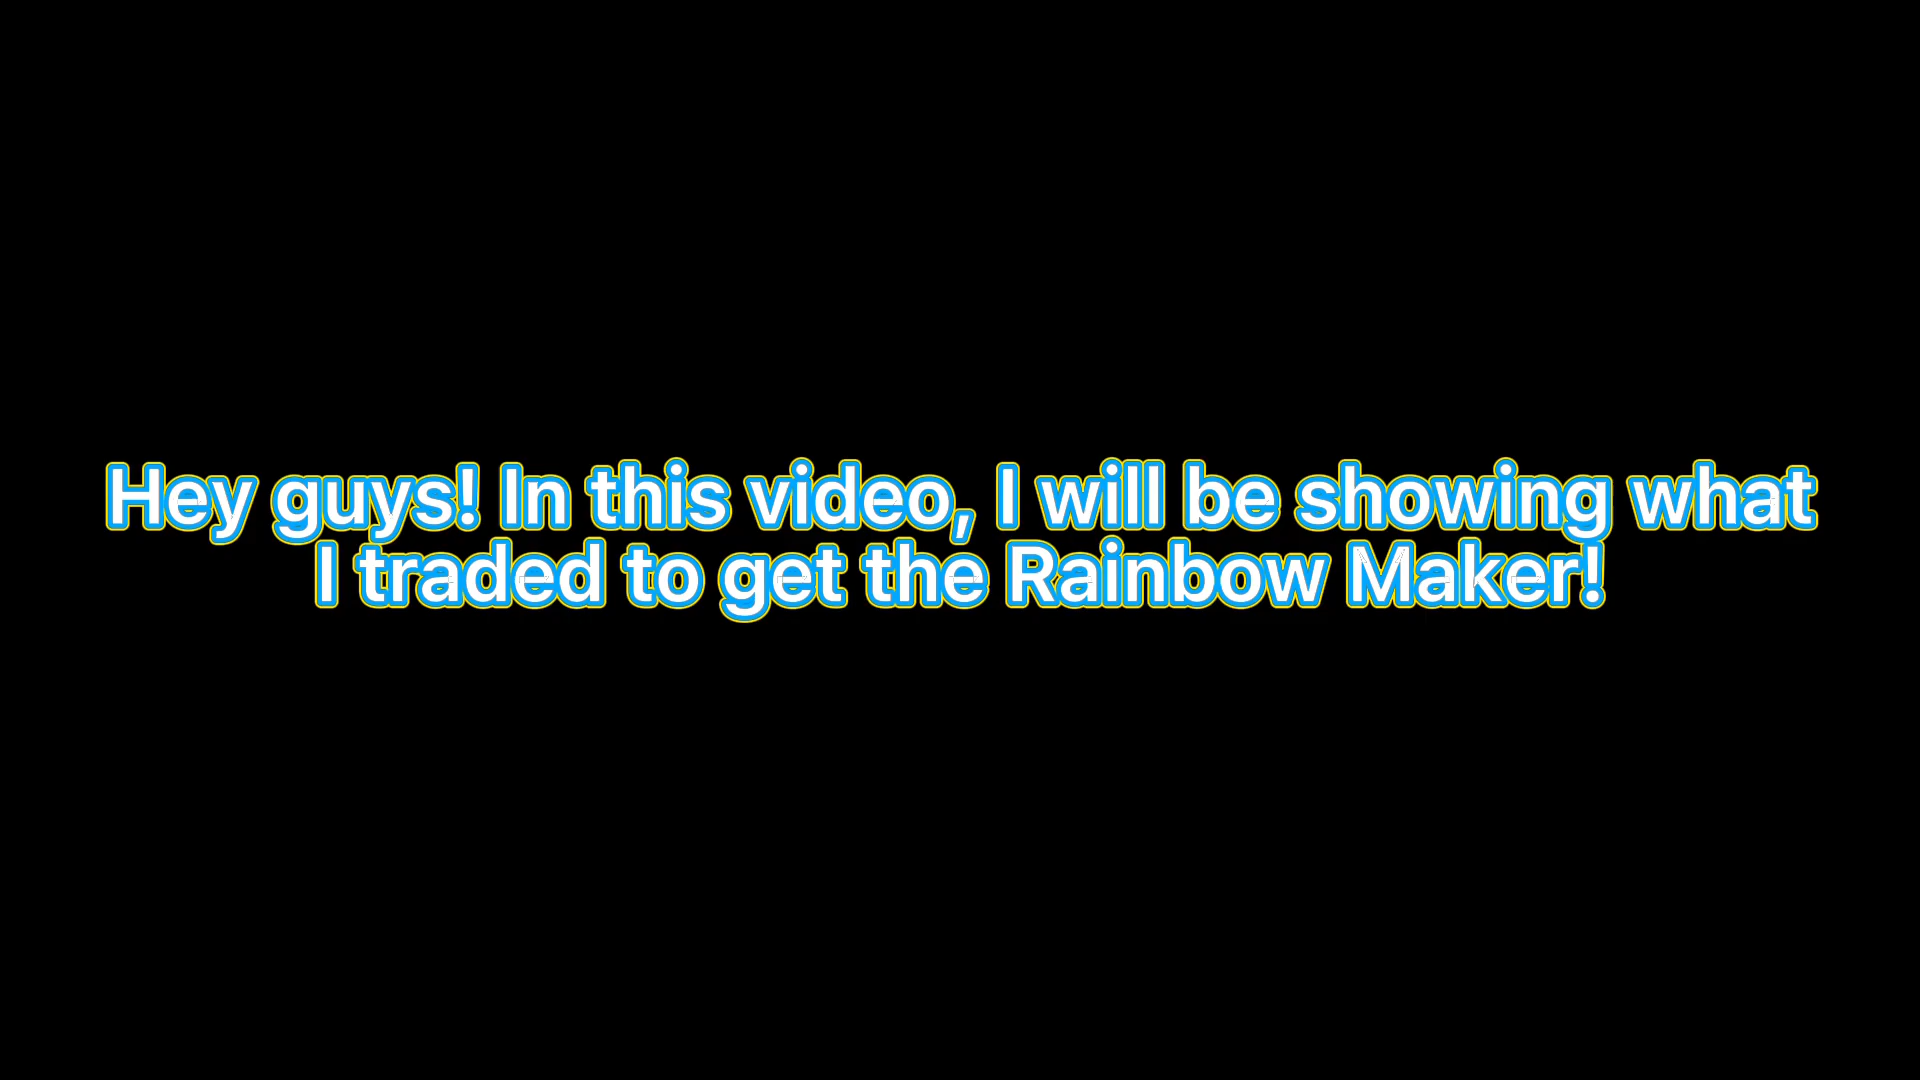 Hey guys! In this video, I will be showing what
I traded to get the Rainbow Maker!